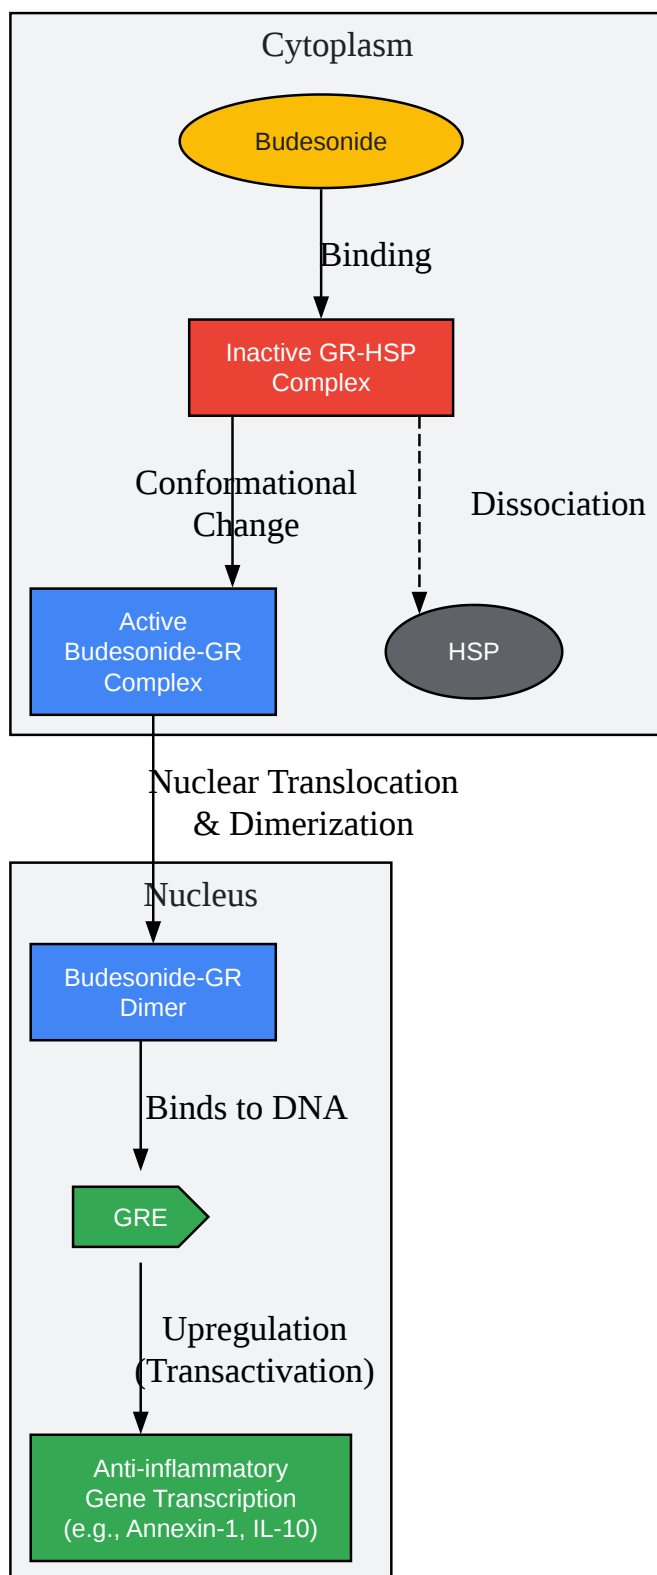 Cytoplasm
Budesonide
Binding
Inactive GR-HSP
Complex
Conformational
Change
Dissociation
Active
Budesonide-GR
Complex
HSP
Nuclear Translocation
& Dimerization
Nucleus
Budesonide-GR
Dimer
Binds to DNA
GRE
Upregulation
(Transactivation)
Anti-inflammatory
Gene Transcription
(e.g., Annexin-1, IL-10)